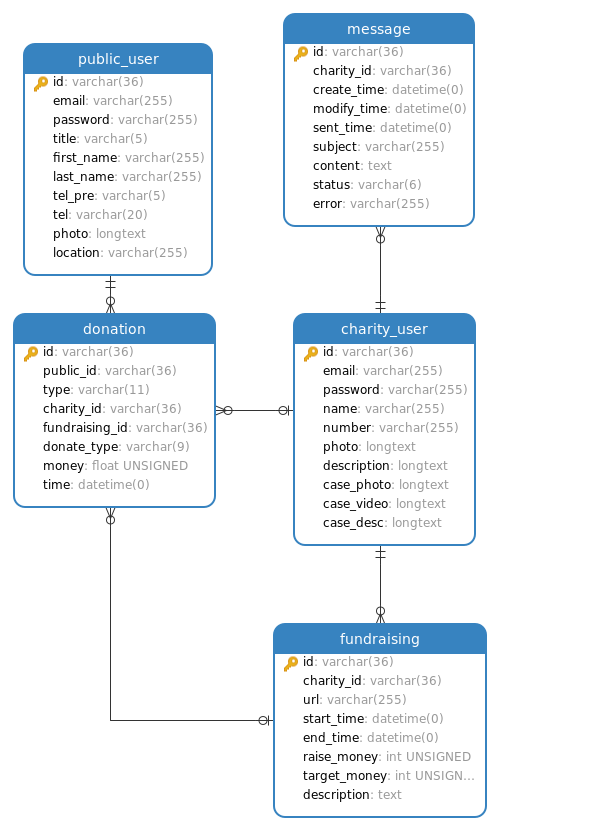 public_user
id: varchar(36)
email: varchar(255)
password: varchar(255)
title: varchar(5)
first_name: varchar(255)
last_name: varchar(255)
tel_pre: varchar(5)
tel: varchar(20)
photo: longtext
location: varchar(255)
message
id: varchar(36)
charity_id: varchar(36)
create_time: datetime(0)
modify_time: datetime(0)
sent_time: datetime(0)
subject: varchar(255)
content: text
status: varchar(6)
error: varchar(255)
donation
id: varchar(36)
public_id: varchar(36)
type: varchar(11)
charity_id: varchar(36)
fundraising_id: varchar(36)
donate_type: varchar(9)
money: float UNSIGNED
time: datetime(0)
charity_user
id: varchar(36)
email: varchar(255)
password: varchar(255)
name: varchar(255)
number: varchar(255)
photo: longtext
description: longtext
case_photo: longtext
case_video: longtext
case_desc: longtext
fundraising
id: varchar(36)
charity_id: varchar(36)
url: varchar(255)
start_time: datetime(0)
end_time: datetime(0)
raise_money: int UNSIGNED
target_money: int UNSIGN...
description: text